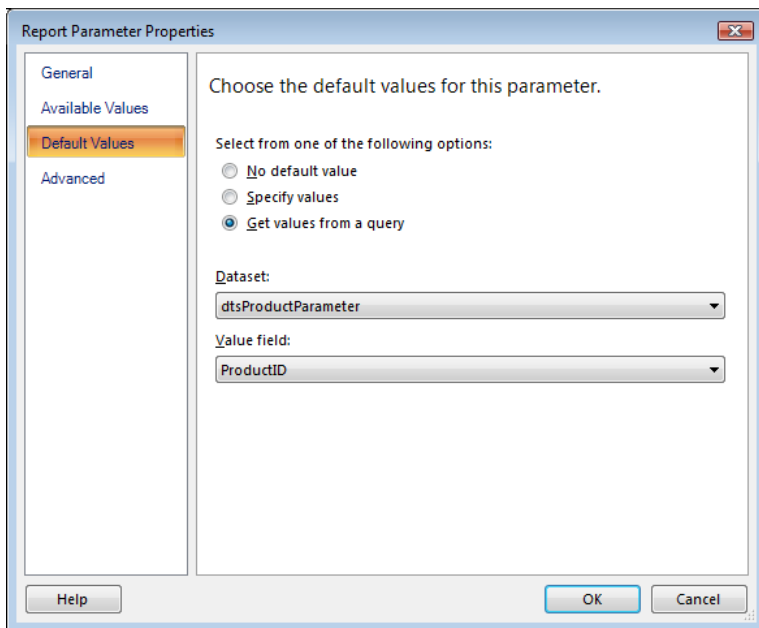 Report Parameter Properties
General
Available Values
Default Values
Advanced
Choose the default values for this parameter.
Select from one of the following options:
No default value
Specify values
Get values from a query
Dataset:
dtsProductParameter
Value field:
ProductID
Help
OK
Cancel